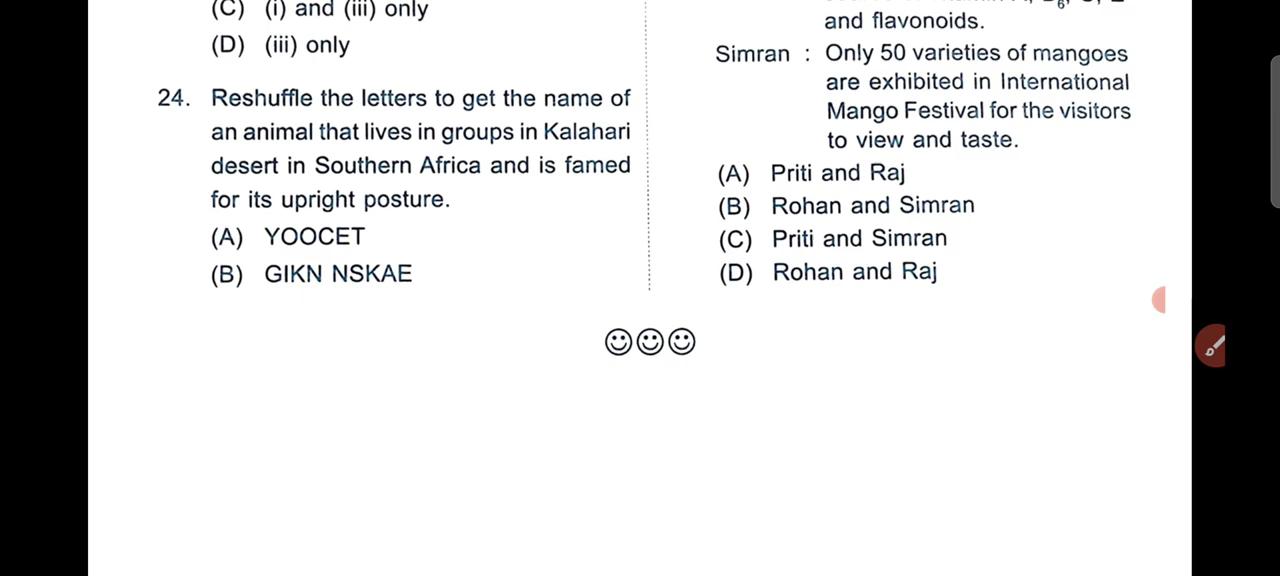 (C) (i) and (iii) only
(D) (iii) only
24. Reshuffle the letters to get the name of
an animal that lives in groups in Kalahari
desert in Southern Africa and is famed
for its upright posture.
(A) YOOCET
(B) GIKN NSKAE
and flavonoids.
Simran : Only 50 varieties of mangoes
are exhibited in International
Mango Festival for the visitors
to view and taste.
(A) Priti and Raj
(B) Rohan and Simran
(C) Priti and Simran
(D) Rohan and Raj